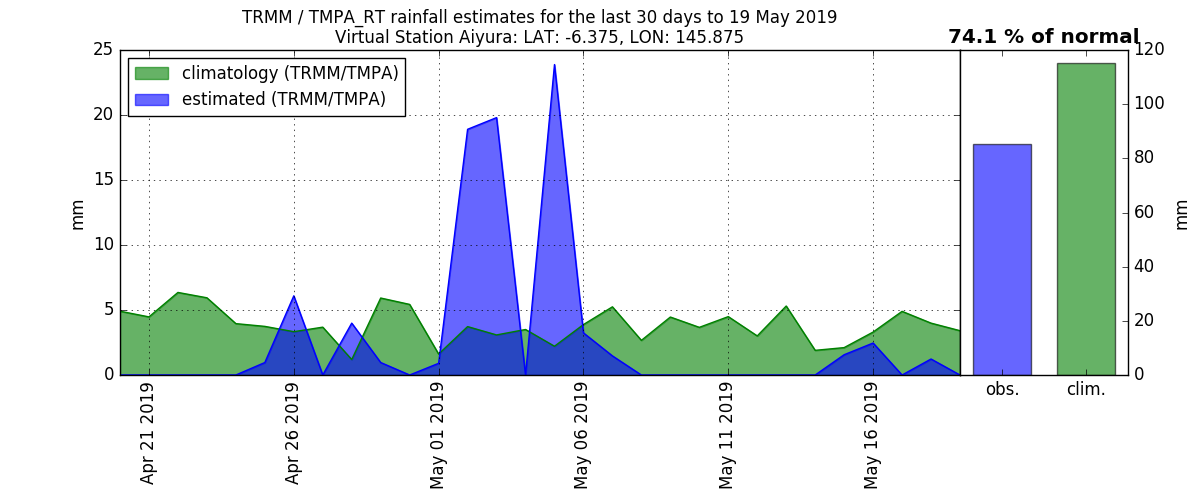 TRMM / TMPA_RT rainfall estimates for the last 30 days to 19 May 2019
Virtual Station Aiyura: LAT: -6.375, LON: 145.875
74.1 % of normal
climatology (TRMM/TMPA)
estimated (TRMM/TMPA)
25
20
15
10
5
0
mm
Apr 21 2019
Apr 26 2019
May 01 2019
May 06 2019
May 11 2019
May 16 2019
120
100
80
60
40
20
0
mm
obs.
clim.